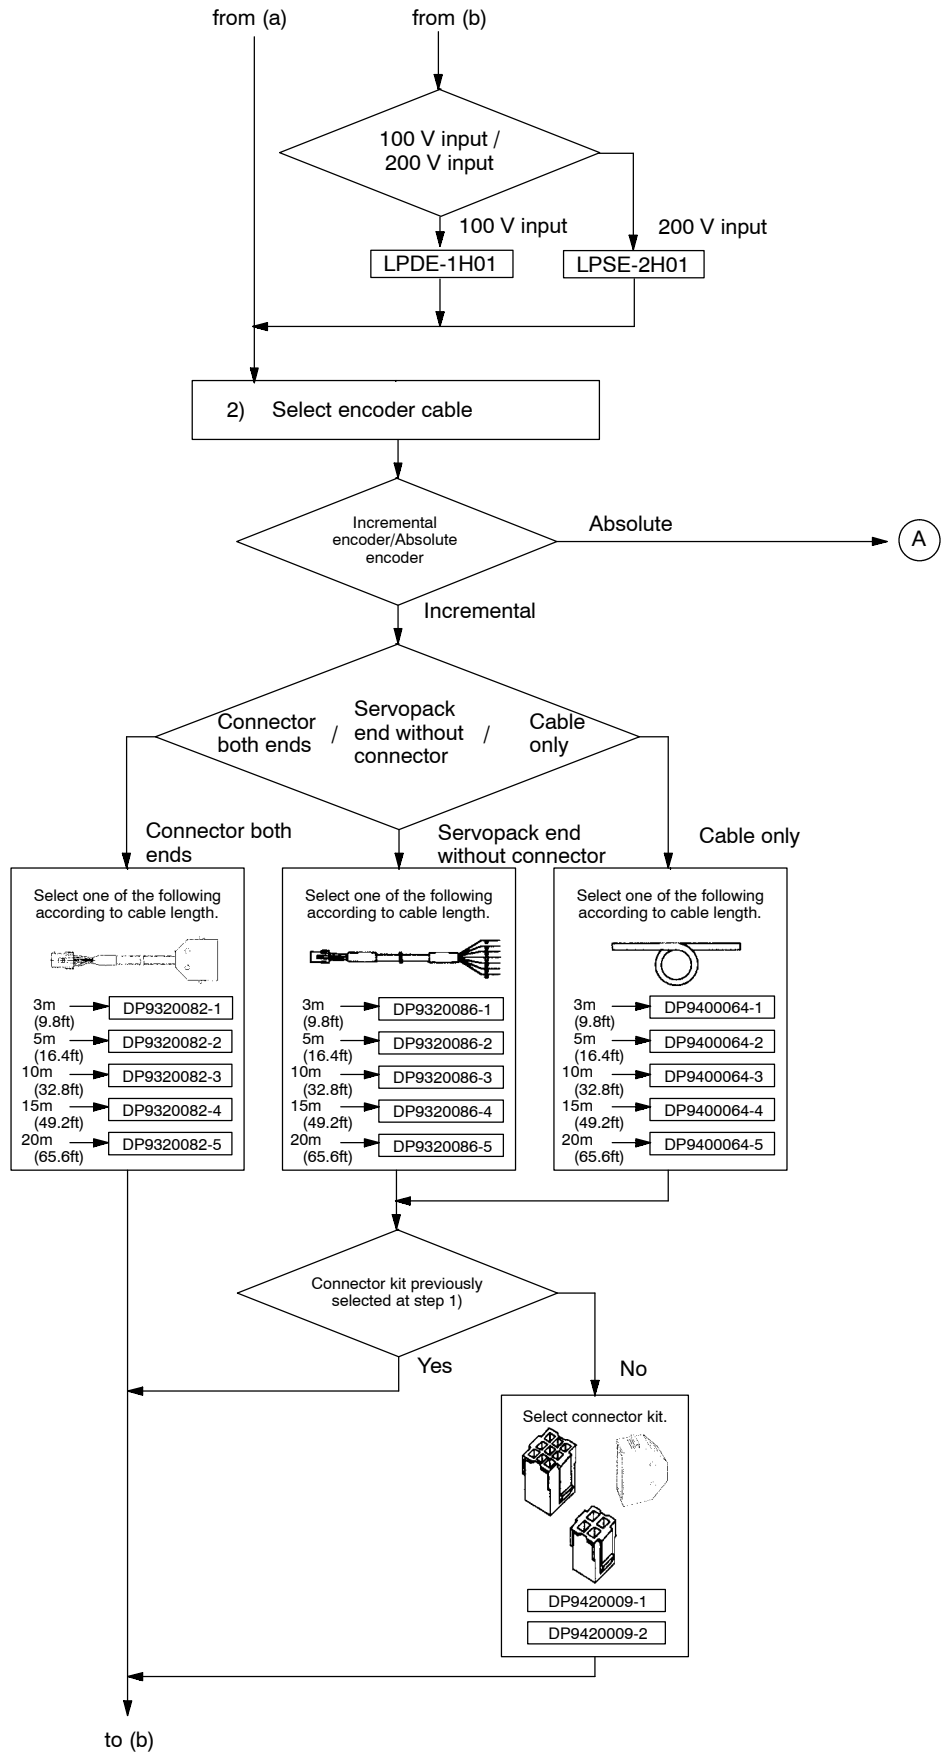 from (a)
from (b)
100 V input /
200 V input
100 V input
200 V input
LPDE-1H01
LPSE-2H01
2) Select encoder cable
Incremental
encoder/Absolute
encoder
Absolute
A
Incremental
Connector
both ends
/
Servopack
end without
connector
/
Cable
only
Connector both
ends
Servopack end
without connector
Cable only
Select one of the following
according to cable length.
3m
(9.8ft)
DP9320082-1
5m
(16.4ft)
DP9320082-2
10m
(32.8ft)
DP9320082-3
15m
(49.2ft)
DP9320082-4
20m
(65.6ft)
DP9320082-5
Select one of the following
according to cable length.
3m
(9.8ft)
DP9320086-1
5m
(16.4ft)
DP9320086-2
10m
(32.8ft)
DP9320086-3
15m
(49.2ft)
DP9320086-4
20m
(65.6ft)
DP9320086-5
Select one of the following
according to cable length.
3m
(9.8ft)
DP9400064-1
5m
(16.4ft)
DP9400064-2
10m
(32.8ft)
DP9400064-3
15m
(49.2ft)
DP9400064-4
20m
(65.6ft)
DP9400064-5
Connector kit previously
selected at step 1)
Yes
No
Select connector kit.
DP9420009-1
DP9420009-2
to (b)